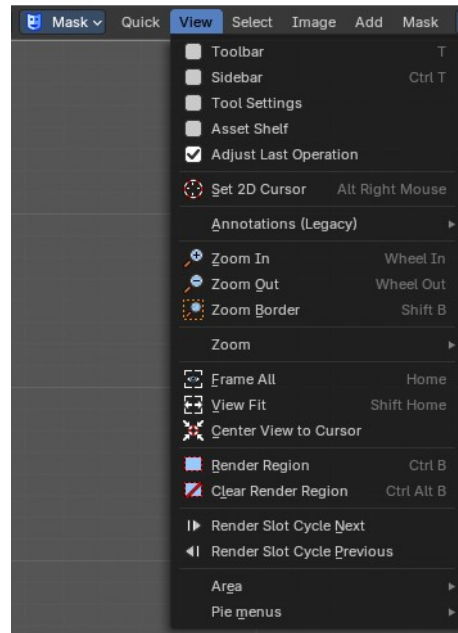 Mask Quick View Select Image Add Mask
Toolbar T
Sidebar Ctrl T
Tool Settings
Asset Shelf
Adjust Last Operation
Set 2D Cursor Alt Right Mouse
Annotations (Legacy)
Zoom In Wheel In
Zoom Out Wheel Out
Zoom Border Shift B
Zoom
Frame All Home
View Fit Shift Home
Center View to Cursor
Render Region Ctrl B
Clear Render Region Ctrl Alt B
Render Slot Cycle Next
Render Slot Cycle Previous
Area
Pie menus